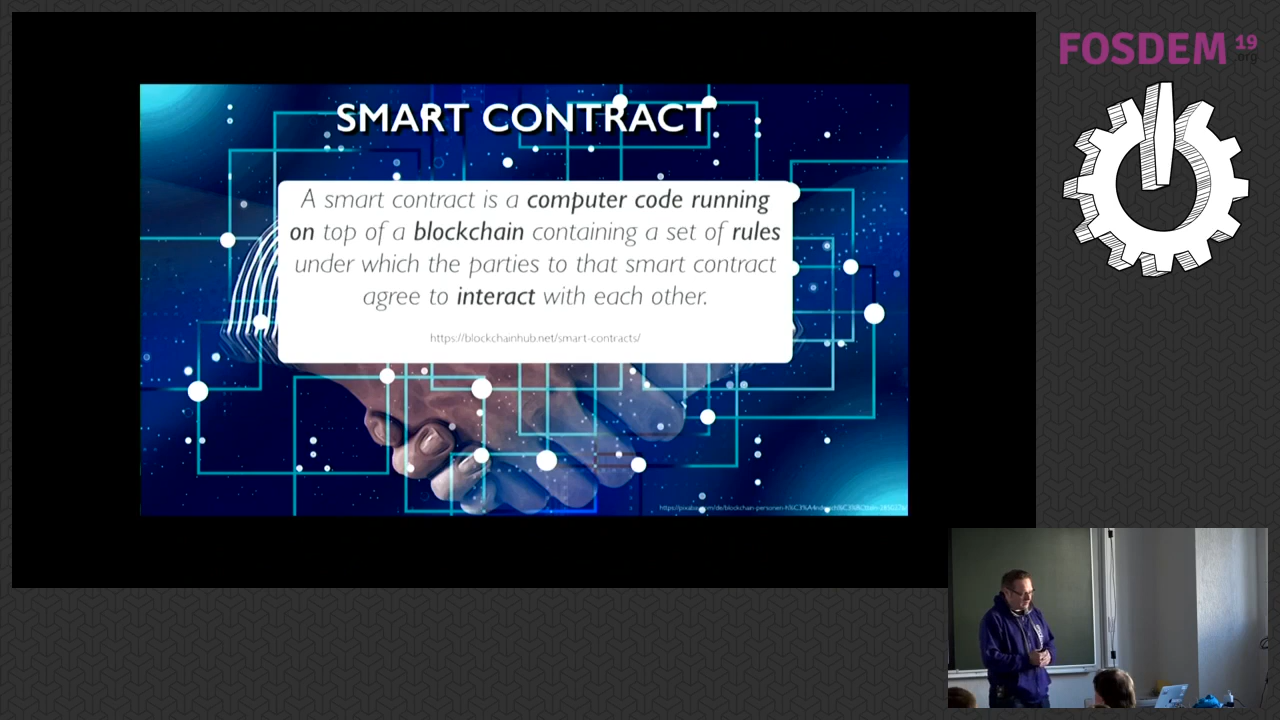 FOSDEM 19
.org
SMART CONTRACT
A smart contract is a computer code running
on top of a blockchain containing a set of rules
under which the parties to that smart contract
agree to interact with each other.
https://blockchainhub.net/smart-contracts/